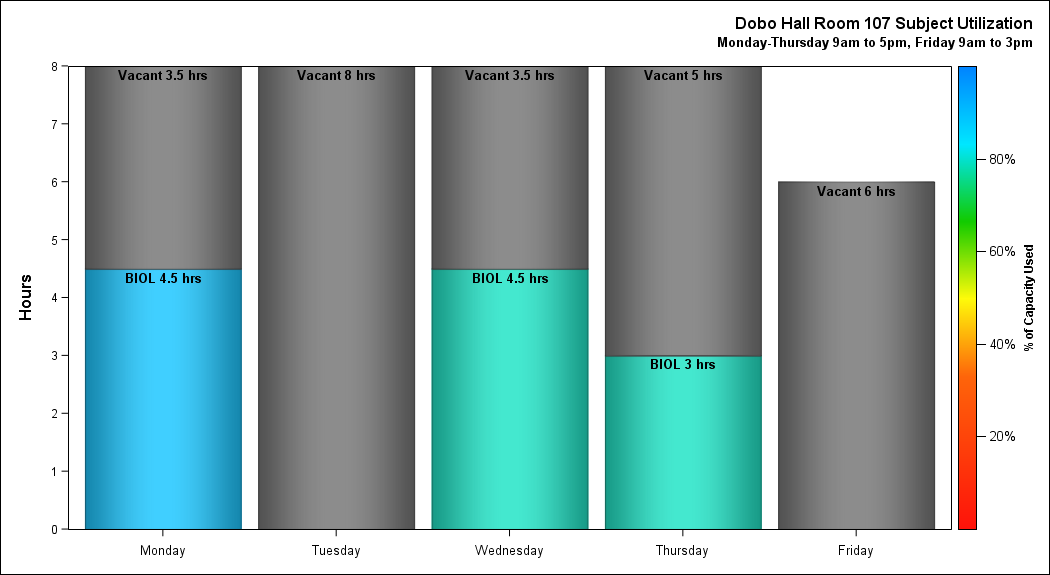 Dobo Hall Room 107 Subject Utilization
Monday-Thursday 9am to 5pm, Friday 9am to 3pm
Hours
8
7
6
5
4
3
2
1
0
Vacant 3.5 hrs
BIOL 4.5 hrs
Vacant 8 hrs
Vacant 3.5 hrs
BIOL 4.5 hrs
Vacant 5 hrs
BIOL 3 hrs
Vacant 6 hrs
Monday
Tuesday
Wednesday
Thursday
Friday
80%
60%
40%
20%
% of Capacity Used